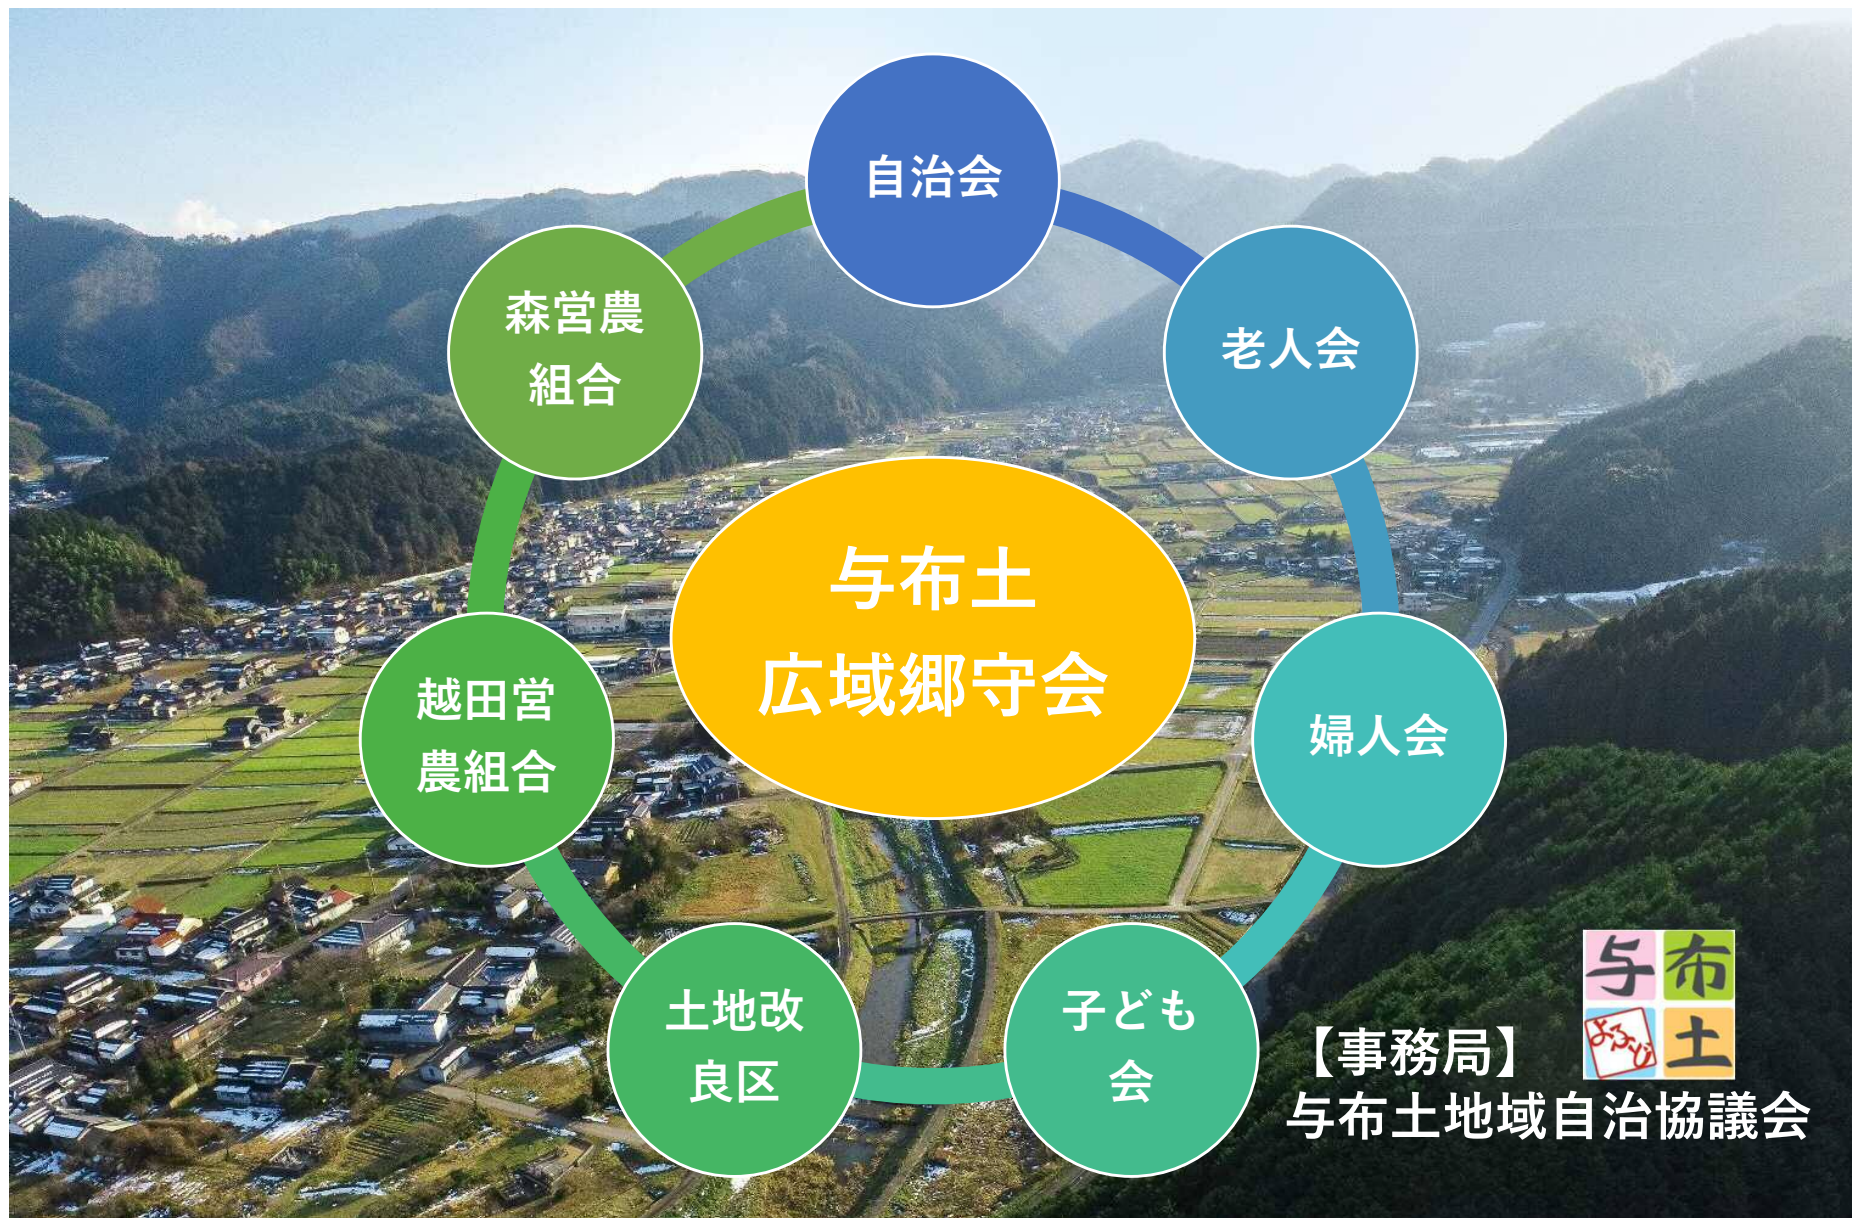 自治会
老人会
婦人会
子ども
会
土地改
良区
越田営
農組合
森営農
組合
与布土
広域郷守会
与布
よふど
土
【事務局】
与布土地域自治協議会